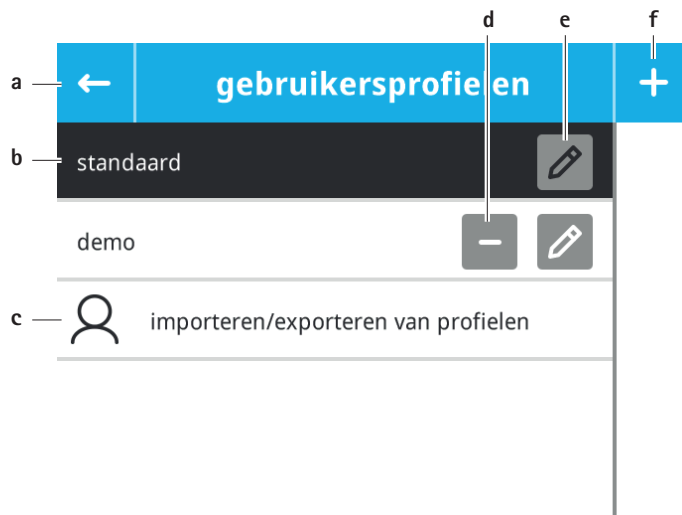 d e f
a gebruikersprofielen
b standaard
demo
c importeren/exporteren van profielen